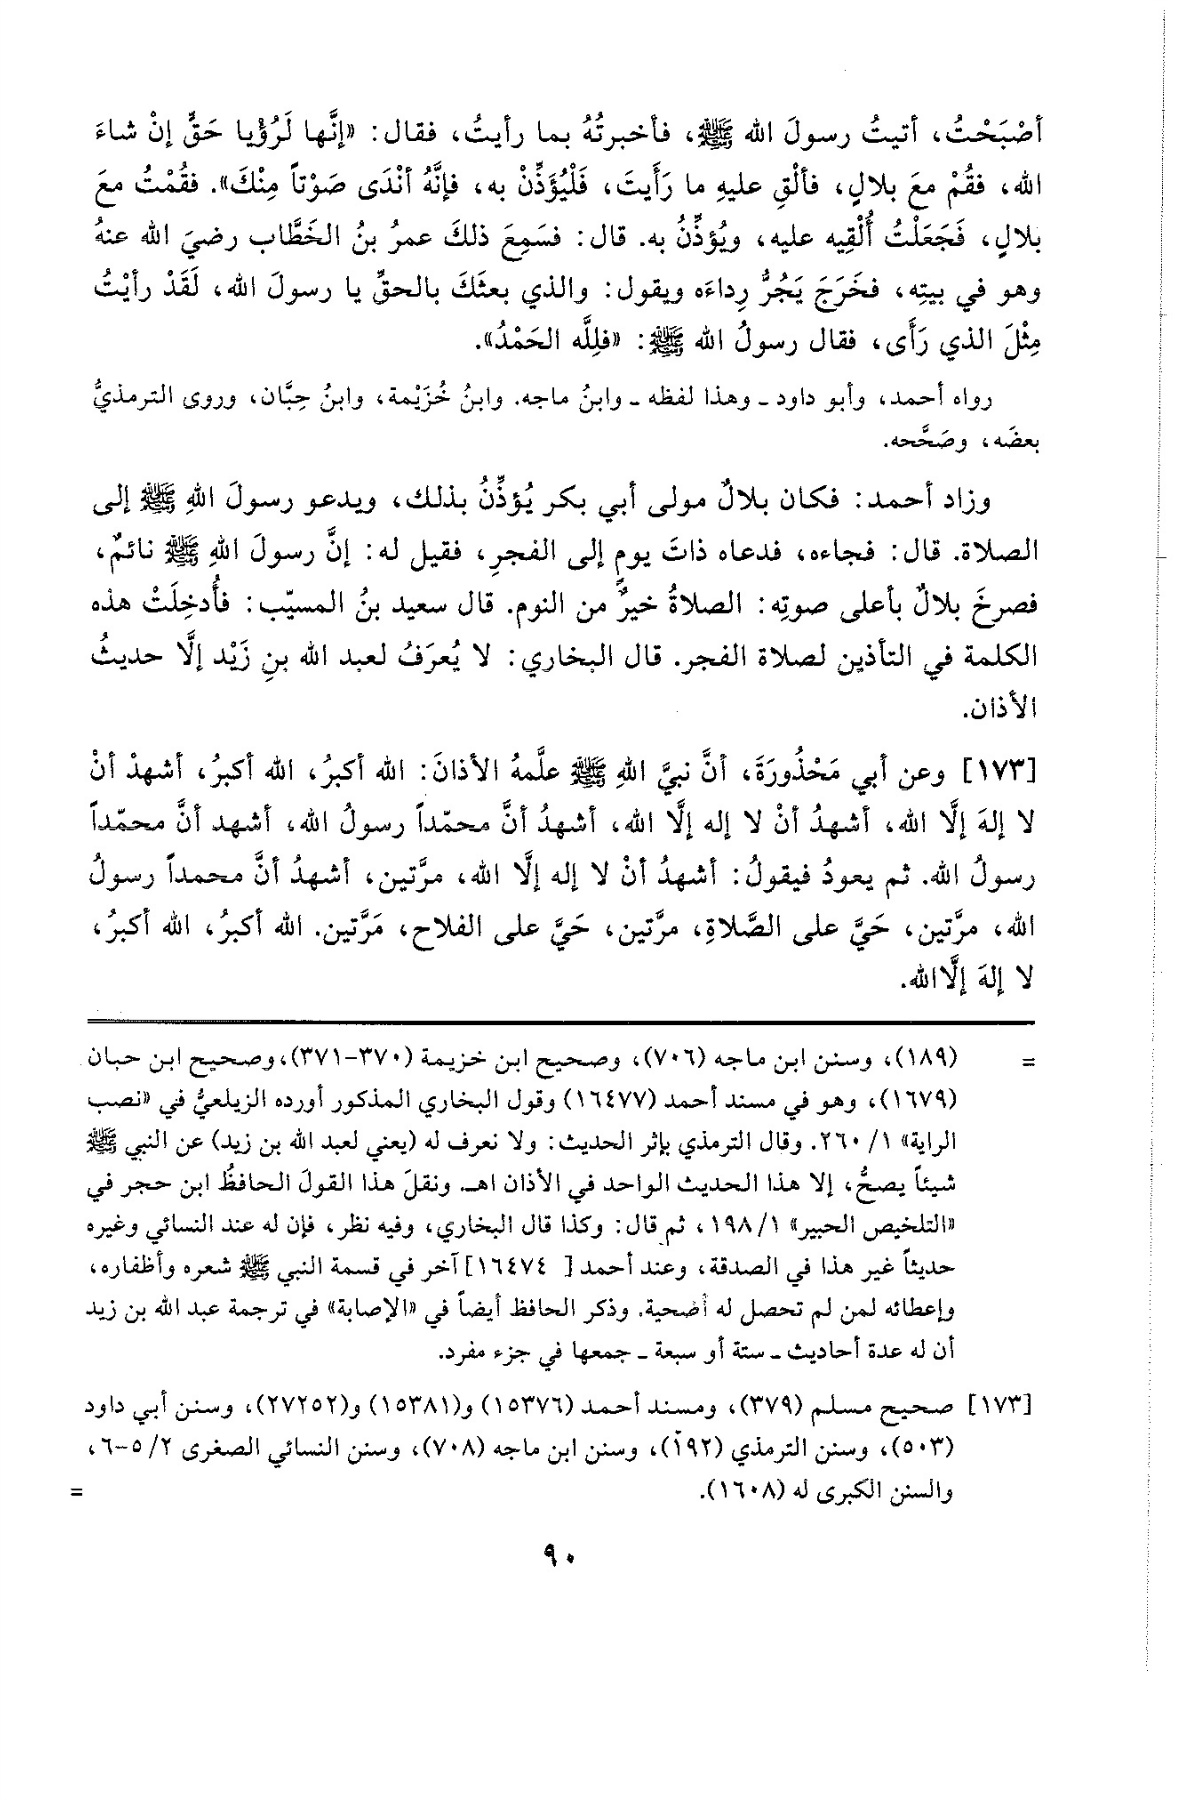 أصْبَحْتُ، أتيتُ رسولَ الله ﷺ، فأخبرتُهُ بما رأيتُ، فقال: «إنَّها لَرُؤْيا حَقٍّ إنْ شاءَ
الله، فقُمْ معَ بلالٍ، فألْقِ عليهِ ما رَأَيتَ، فَلْيُؤَذِّنْ به، فإنَّهُ أنْدَى صَوْتاً مِنْكَ». فقُمْتُ معَ
بلالٍ، فَجَعَلْتُ أُلْقِيه عليه، ويُؤذِّنُ به. قال: فسَمِعَ ذلكَ عمرُ بنُ الخَطَّاب رضيَ الله عنهُ
وهو في بيتِه، فخَرَجَ يَجُرُّ رِداءَه ويقول: والذي بعثَكَ بالحقِّ يا رسولَ الله، لَقَدْ رأيْتُ
مِثْلَ الذي رَأَى، فقال رسولُ الله ﷺ: «فلِلَّه الحَمْدُ».
رواه أحمد، وأبو داود ـ وهذا لفظه ـ وابنُ ماجه. وابنُ خُزَيْمة، وابنُ حِبَّان، وروى الترمذيُّ
بعضَه، وصَحَّحه.
وزاد أحمد: فكان بلالٌ مولى أبي بكر يُؤذِّنُ بذلك، ويدعو رسولَ اللهِ ﷺ إلى
الصلاة. قال: فجاءه، فدعاه ذاتَ يومٍ إلى الفجرِ، فقيل له: إنَّ رسولَ اللهِ ﷺ نائمٌ،
فصرخَ بلالٌ بأعلى صوتِه: الصلاةُ خيرٌ من النوم. قال سعيد بنُ المسيّب: فأُدخِلَتْ هذه
الكلمة في التأذين لصلاة الفجر. قال البخاري: لا يُعرَفُ لعبد الله بنِ زَيْد إلَّا حديثُ
الأذان.
[١٧٣] وعن أبي مَحْذُورَةَ، أنَّ نبيَّ اللهِ ﷺ علَّمهُ الأذانَ: الله أكبرُ، الله أكبرُ، أشهدْ أنْ
لا إلهَ إلَّا الله، أشهدُ أنْ لا إله إلَّا الله، أشهدُ أنَّ محمّداً رسولُ الله، أشهد أنَّ محمّداً
رسولُ الله. ثم يعودُ فيقولُ: أشهدُ أنْ لا إله إلَّا الله، مرَّتين، أشهدُ أنَّ محمداً رسولُ
الله، مرَّتين، حَيَّ على الصَّلاةِ، مرَّتين، حَيَّ على الفلاح، مَرَّتين. الله أكبرُ، الله أكبرُ،
لا إلهَ إلَّاالله.
= (١٨٩)، وسنن ابن ماجه (٧٠٦)، وصحيح ابن خزيمة (٣٧٠-٣٧١)،وصحيح ابن حبان
(١٦٧٩)، وهو في مسند أحمد (١٦٤٧٧) وقول البخاري المذكور أورده الزيلعيُّ في «نصب
الراية» ١/ ٢٦٠. وقال الترمذي بإثر الحديث: ولا نعرف له (يعني لعبد الله بن زيد) عن النبي ﷺ
شيئاً يصحُّ، إلا هذا الحديث الواحد في الأذان اهـ. ونقلَ هذا القولَ الحافظُ ابن حجر في
«التلخيص الحبير» ١/ ١٩٨، ثم قال: وكذا قال البخاري، وفيه نظر، فإن له عند النسائي وغيره
حديثاً غير هذا في الصدقة، وعند أحمد [ ١٦٤٧٤] آخر في قسمة النبي ﷺ شعره وأظفاره،
وإعطائه لمن لم تحصل له أضحية. وذكر الحافظ أيضاً في «الإصابة» في ترجمة عبد الله بن زيد
أن له عدة أحاديث ـ ستة أو سبعة ـ جمعها في جزء مفرد.
[١٧٣] صحيح مسلم (٣٧٩)، ومسند أحمد (١٥٣٧٦) و(١٥٣٨١) و(٢٧٢٥٢)، وسنن أبي داود
(٥٠٣)، وسنن الترمذي (١٩٢)، وسنن ابن ماجه (٧٠٨)، وسنن النسائي الصغرى ٢/ ٥-٦،
والسنن الكبرى له (١٦٠٨). =
٩٠